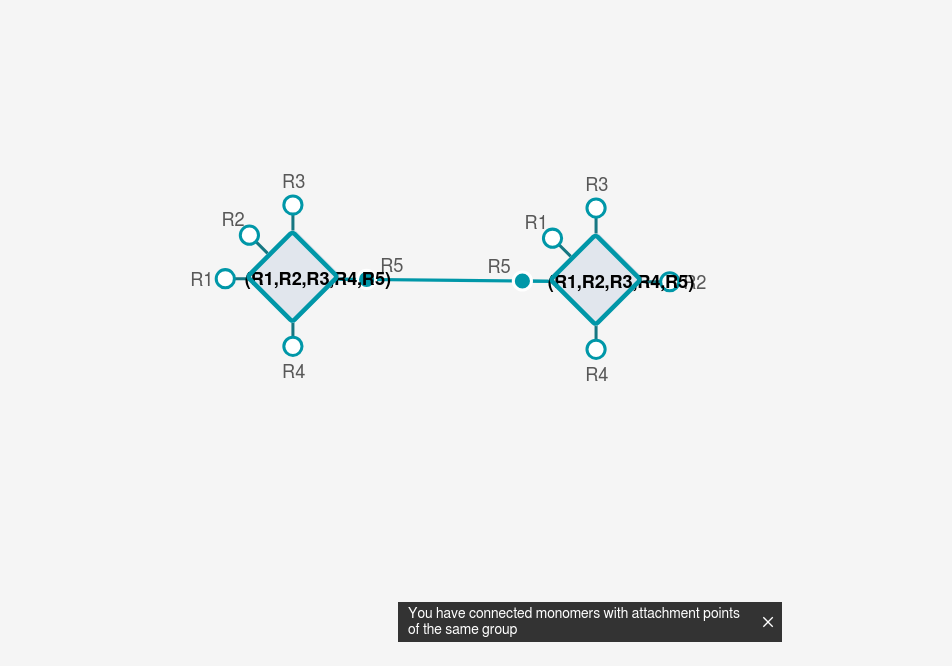 R3
R3
R2
R1
R5
R5
R1
(R1,R2,R3,R4,R5)
(R1,R2,R3,R4,R5)
R2
R4
R4
You have connected monomers with attachment points
of the same group